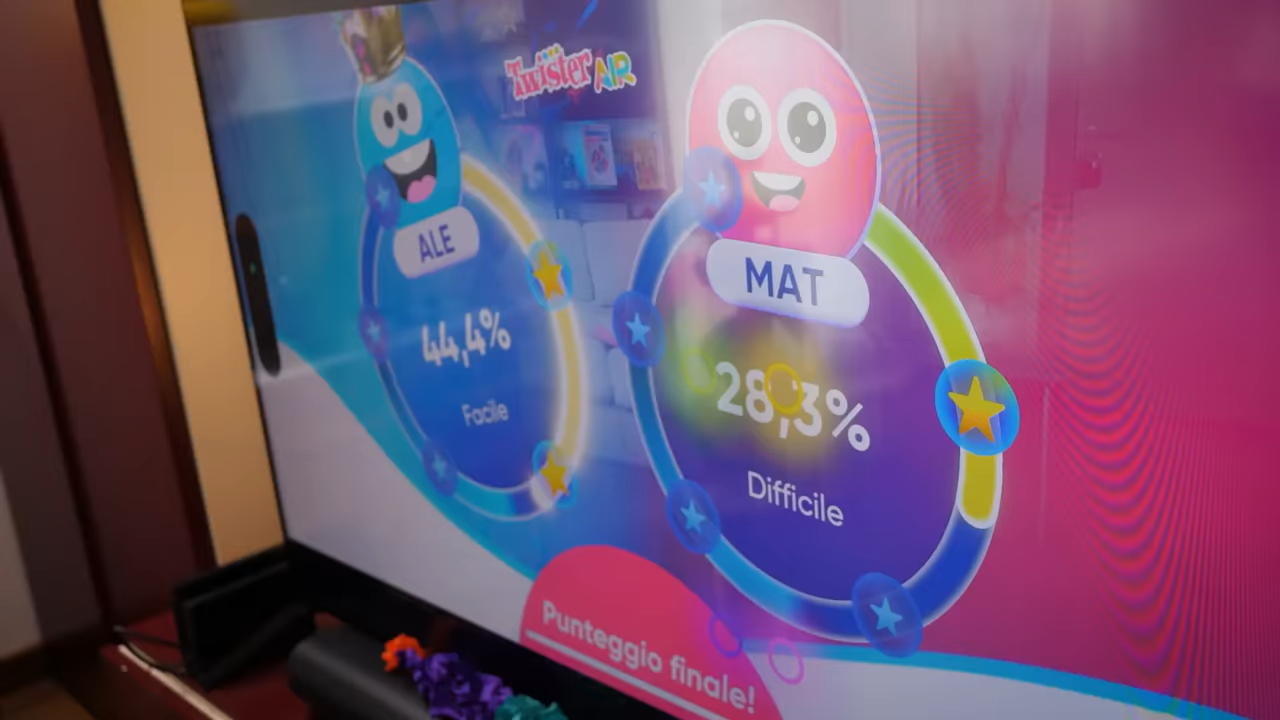 Twister AIR
ALE
44,4%
Facile
MAT
28,3%
Difficile
Punteggio finale!